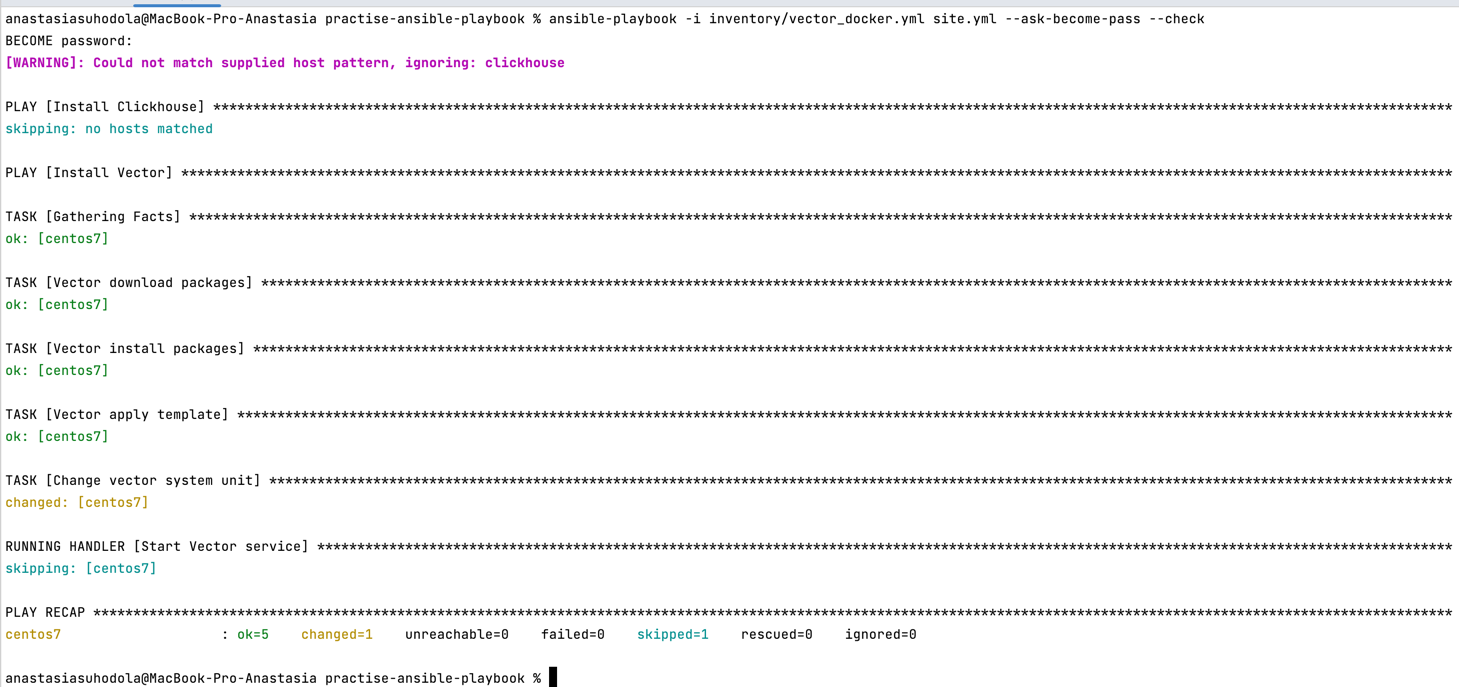 anastasiasuhodola@MacBook-Pro-Anastasia practise-ansible-playbook % ansible-playbook -i inventory/vector_docker.yml site.yml --ask-become-pass --check
BECOME password:
[WARNING]: Could not match supplied host pattern, ignoring: clickhouse
PLAY [Install Clickhouse] ***********************************************************************************************************************************************************
skipping: no hosts matched
PLAY [Install Vector] ***************************************************************************************************************************************************************
TASK [Gathering Facts] **************************************************************************************************************************************************************
ok: [centos7]
TASK [Vector download packages] *****************************************************************************************************************************************************
ok: [centos7]
TASK [Vector install packages] ******************************************************************************************************************************************************
ok: [centos7]
TASK [Vector apply template] ********************************************************************************************************************************************************
ok: [centos7]
TASK [Change vector system unit] ****************************************************************************************************************************************************
changed: [centos7]
RUNNING HANDLER [Start Vector service] **********************************************************************************************************************************************
skipping: [centos7]
PLAY RECAP **************************************************************************************************************************************************************************
centos7                    : ok=5    changed=1    unreachable=0    failed=0    skipped=1    rescued=0    ignored=0
anastasiasuhodola@MacBook-Pro-Anastasia practise-ansible-playbook %